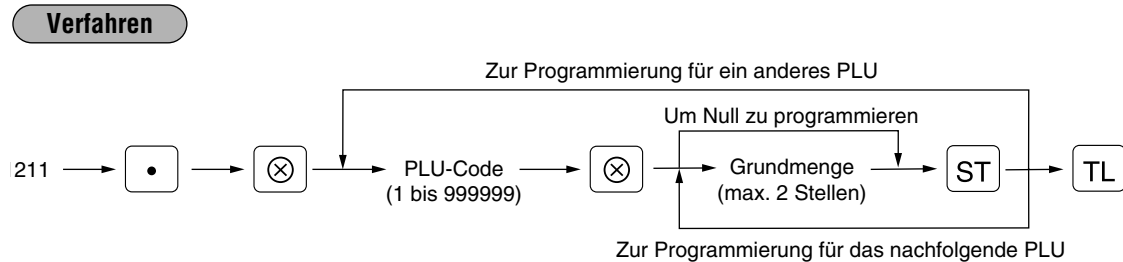 Verfahren
Zur Programmierung für ein anderes PLU
Um Null zu programmieren
211 • ⊗ PLU-Code ⊗ Grundmenge ST TL
(1 bis 999999) (max. 2 Stellen)
Zur Programmierung für das nachfolgende PLU